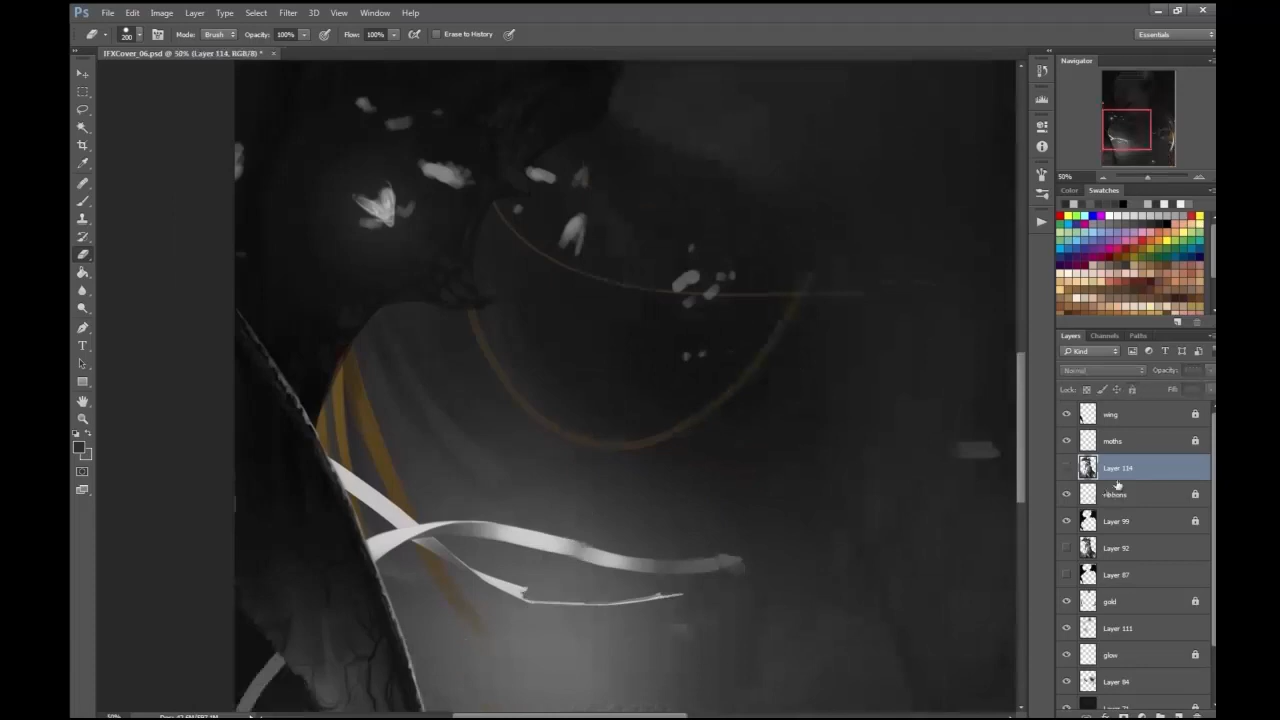 Ps File Edit Image Layer Type Select Filter 3D View Window Help
200 Mode: Brush Opacity: 100% Flow: 100% Erase to History Essentials
IFXCover_06.psd @ 50% (Layer 114, RGB/8) *
Navigator
50%
Color Swatches
Layers Channels Paths
Kind
Normal Opacity:
Lock: Fill:
wing
moths
Layer 114
ribbons
Layer 99
Layer 92
Layer 87
gold
Layer 111
glow
Layer 94
50%